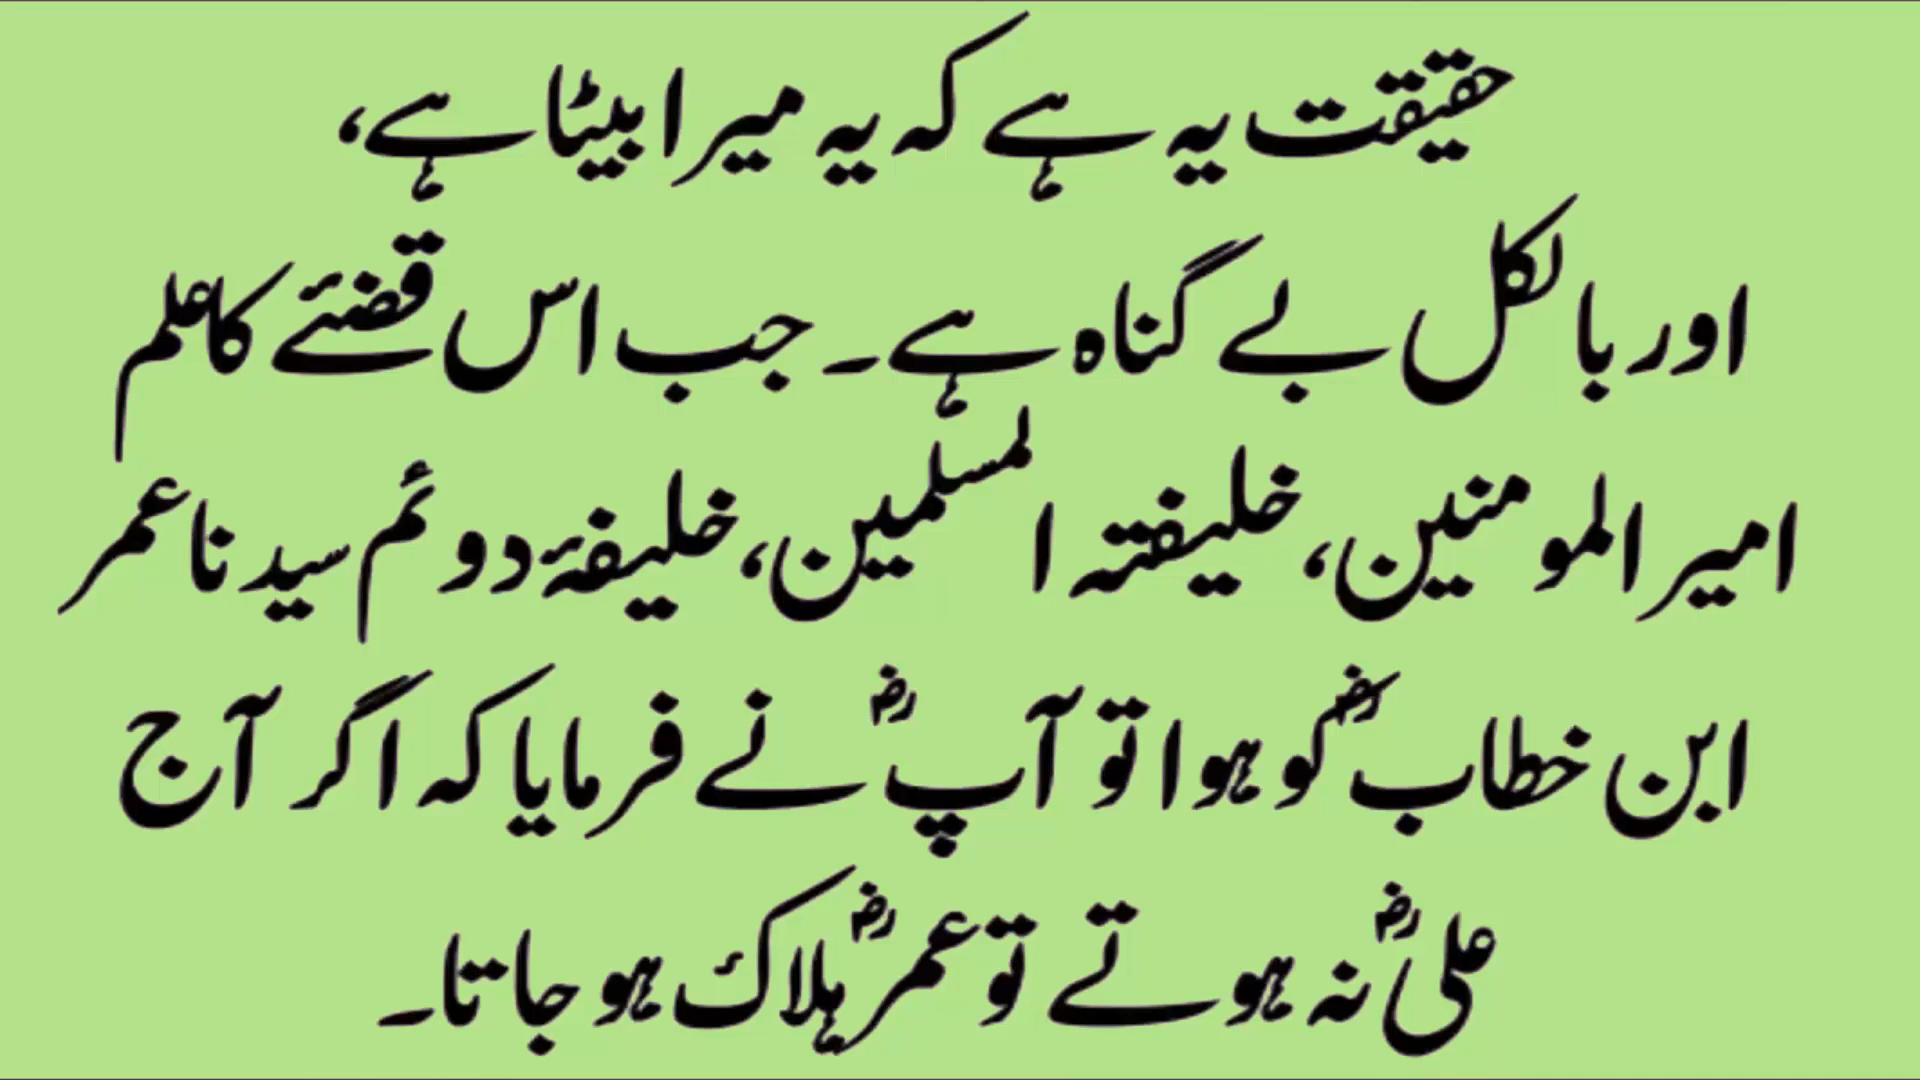 حقیقت یہ ہے کہ یہ میرا بیٹا ہے،
اور بالکل بے گناہ ہے۔ جب اس قضئے کا علم
امیر المومنین، خلیفتہ المسلمین، خلیفۂ دوئم سیدنا عمر
ابن خطابؓ کو ہوا تو آپؓ نے فرمایا کہ اگر آج
علیؓ نہ ہوتے تو عمرؓ ہلاک ہو جاتا۔